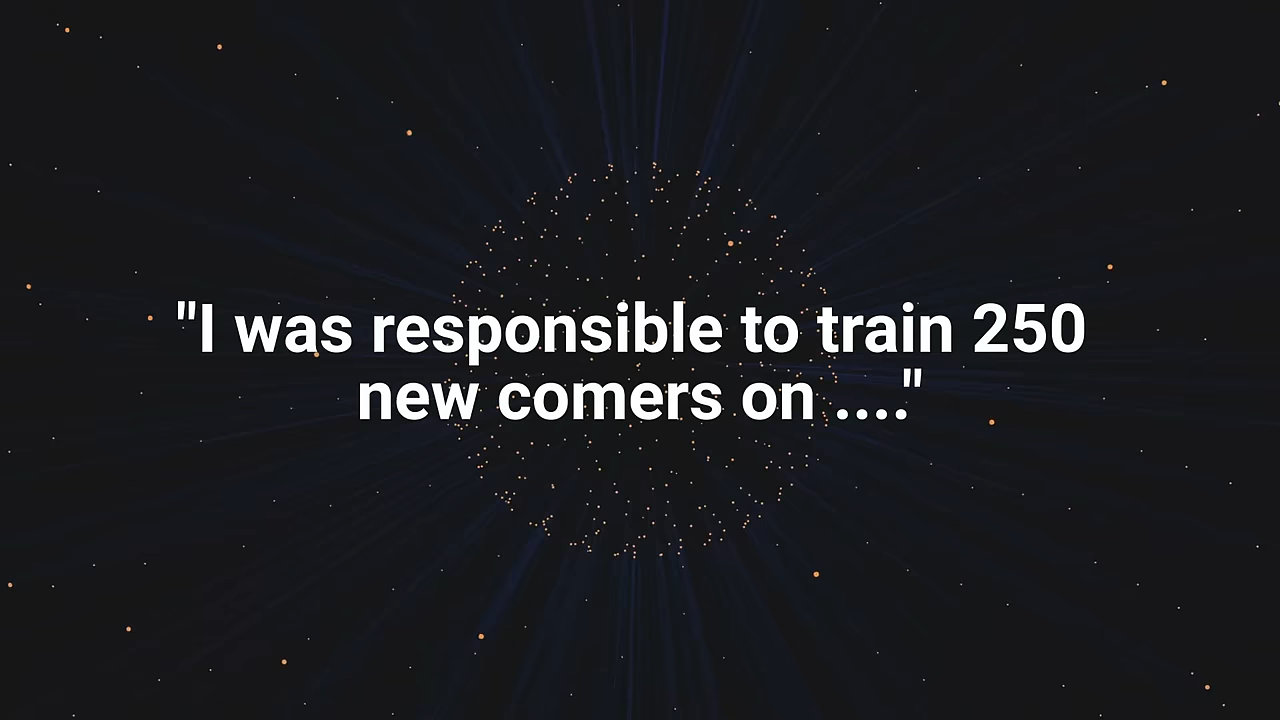 "I was responsible to train 250
new comers on ...."